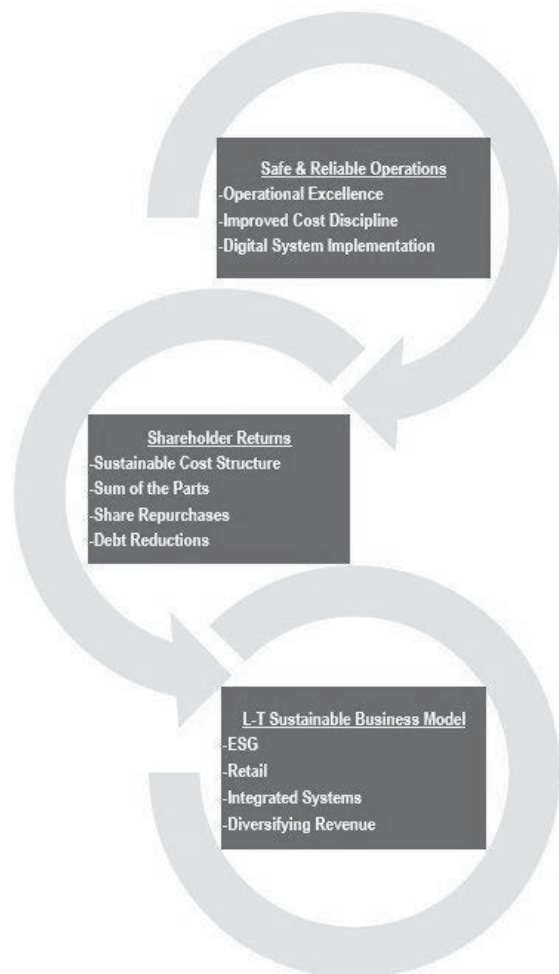 Safe & Reliable Operations
-Operational Excellence
-Improved Cost Discipline
-Digital System Implementation
Shareholder Returns
-Sustainable Cost Structure
-Sum of the Parts
-Share Repurchases
-Debt Reductions
L-T Sustainable Business Model
-ESG
-Retail
-Integrated Systems
-Diversifying Revenue